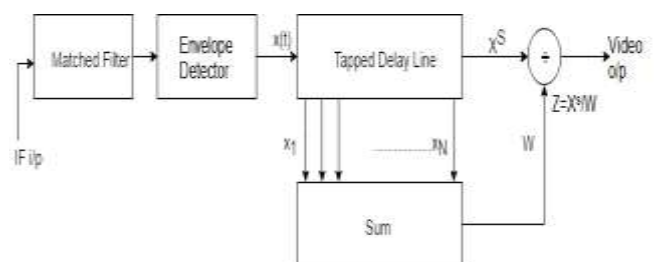 Matched Filter
Envelope
Detector
x(t)
Tapped Delay Line
X^S
÷
Video
o/p
Z=X^s/W
IF i/p
x1
..................xN
W
Sum